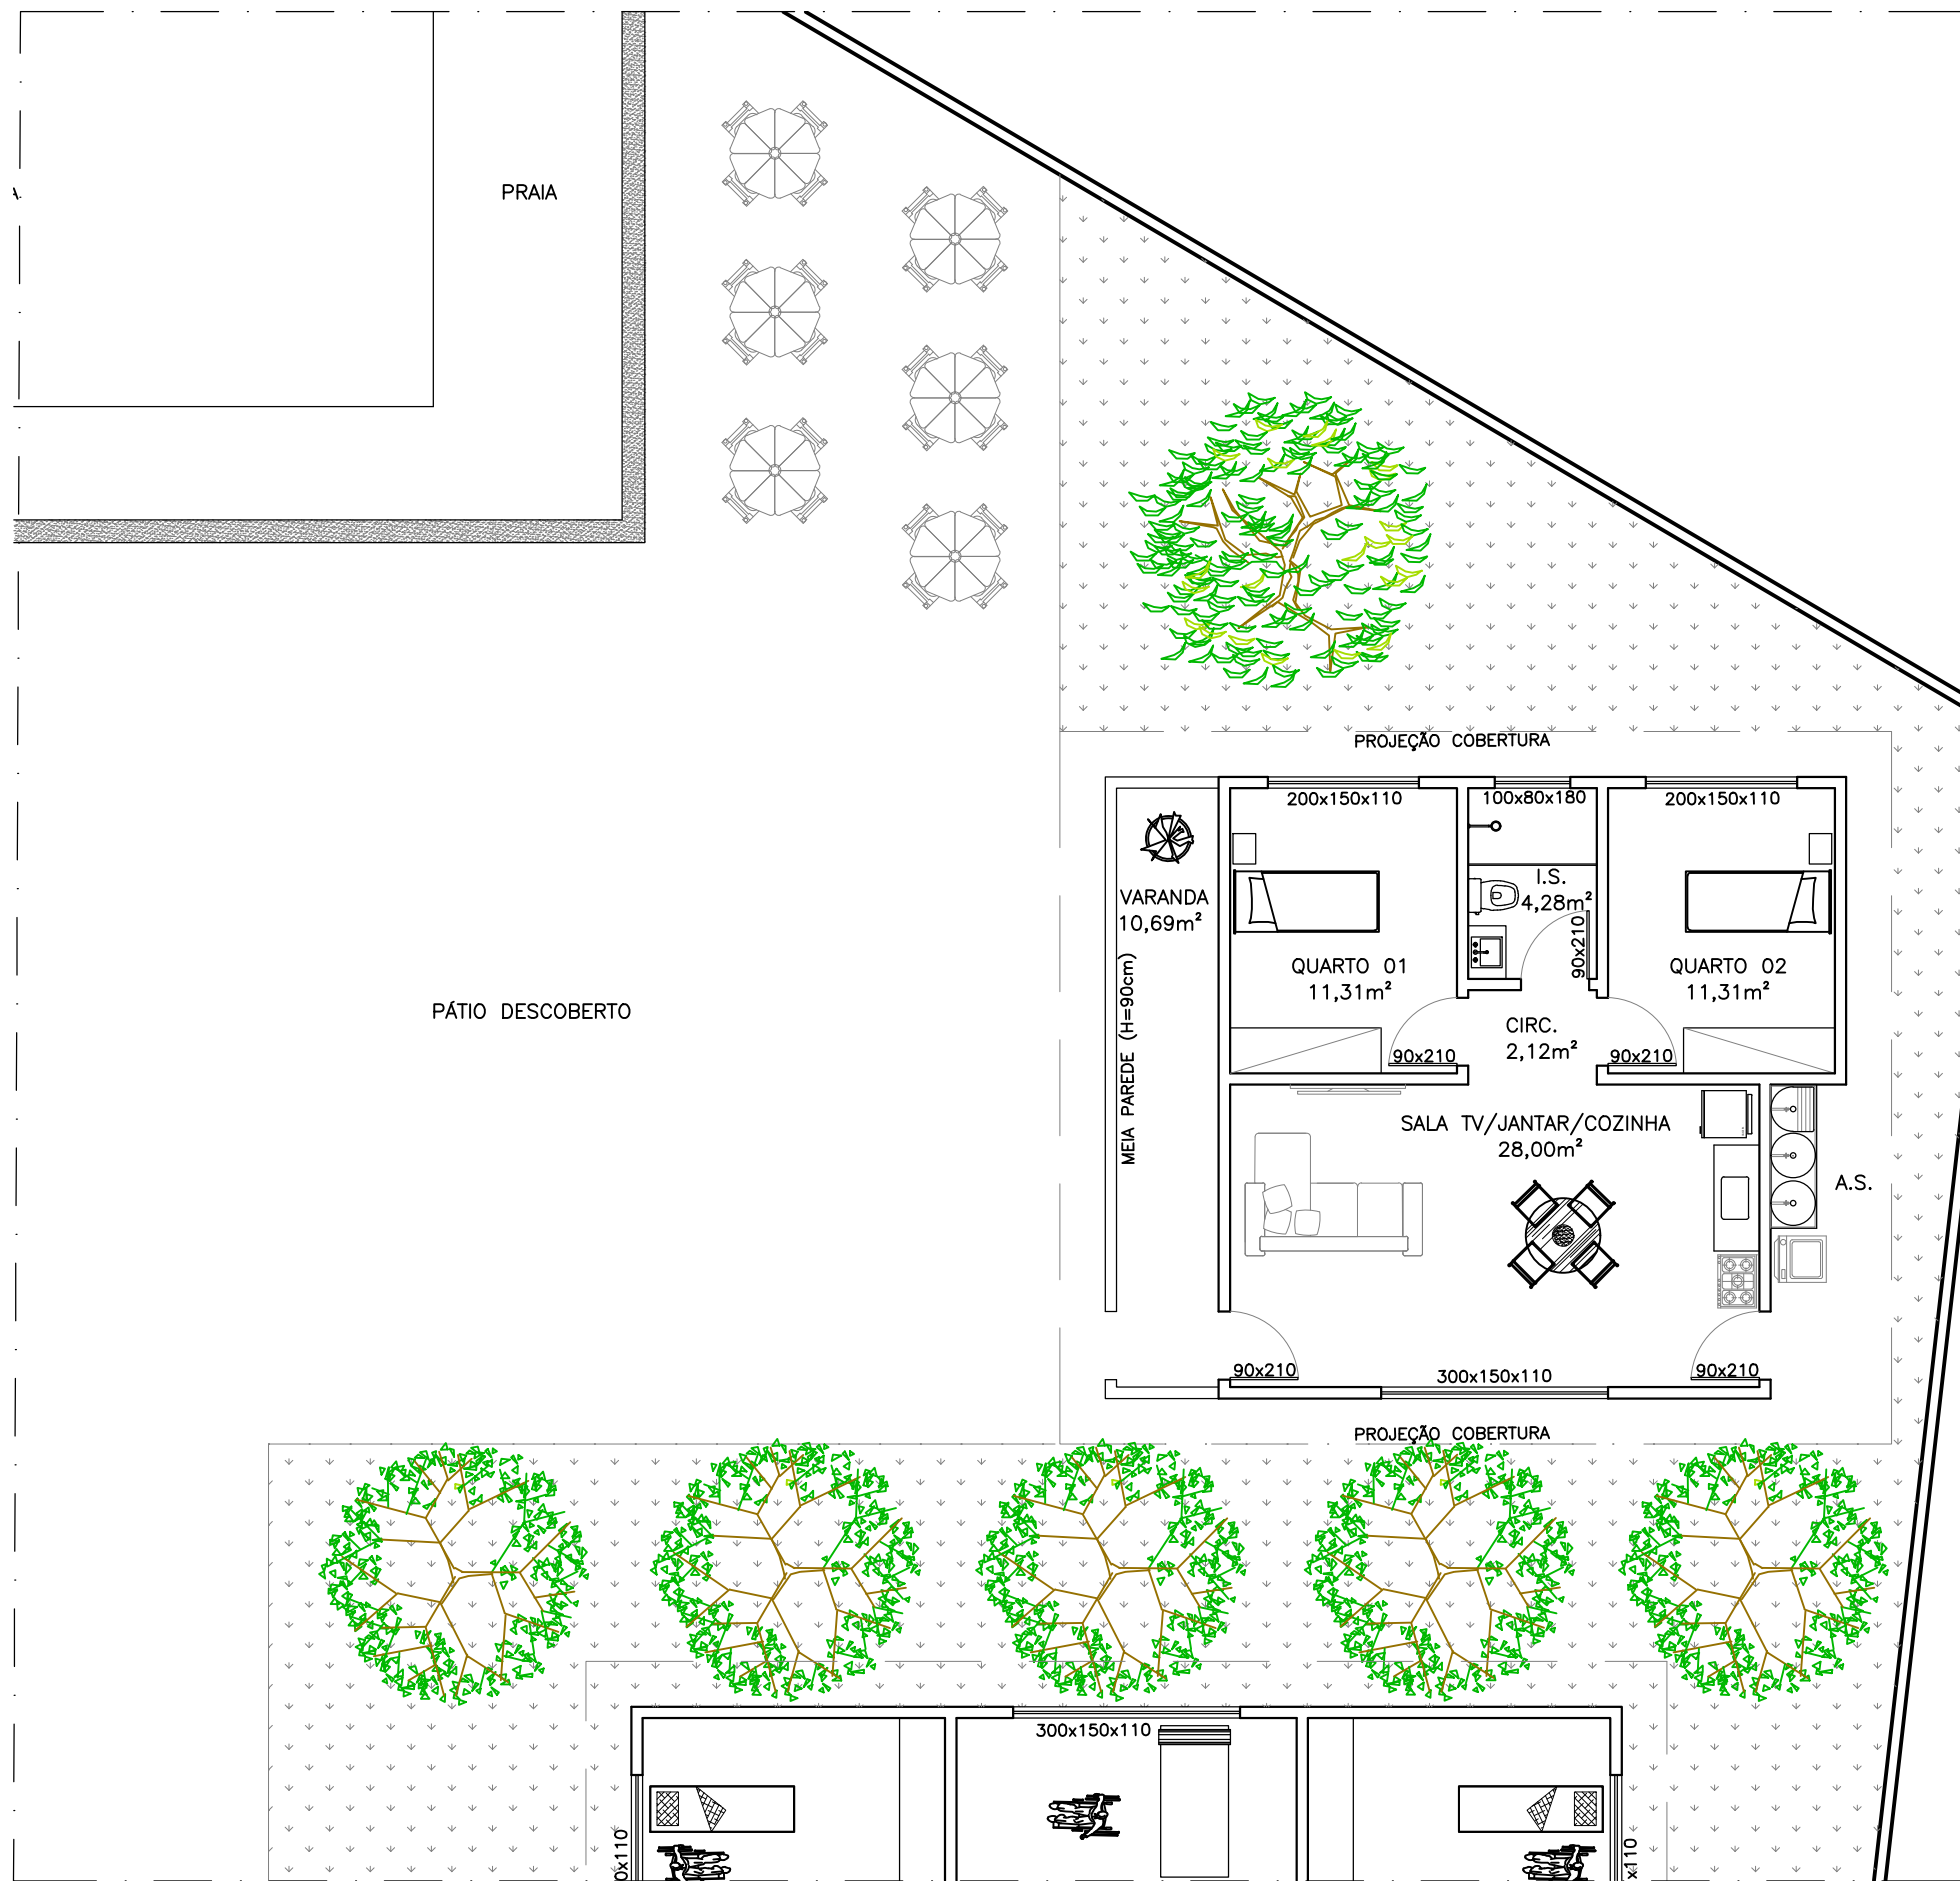 PRAIA
PROJEÇÃO COBERTURA
200x150x110
100x80x180
200x150x110
I.S.
4,28m²
90x210
VARANDA
10,69m²
QUARTO 01
11,31m²
QUARTO 02
11,31m²
MEIA PAREDE (H=90cm)
PÁTIO DESCOBERTO
CIRC.
2,12m²
90x210
90x210
SALA TV/JANTAR/COZINHA
28,00m²
A.S.
90x210
300x150x110
90x210
PROJEÇÃO COBERTURA
300x150x110
0x110
x110